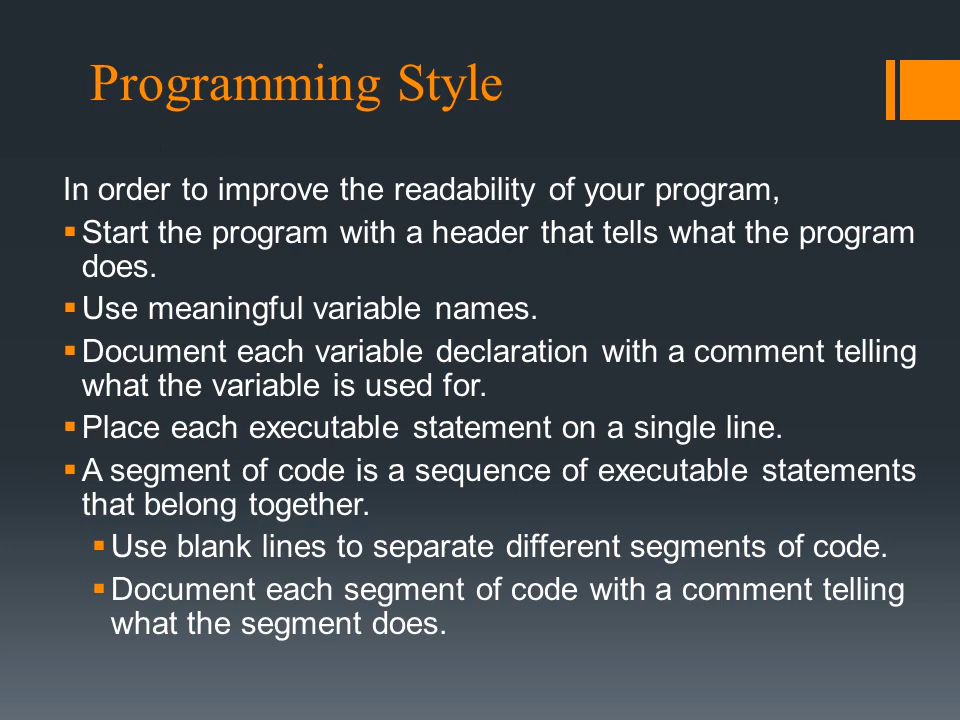 Programming Style
In order to improve the readability of your program,
▪ Start the program with a header that tells what the program
does.
▪ Use meaningful variable names.
▪ Document each variable declaration with a comment telling
what the variable is used for.
▪ Place each executable statement on a single line.
▪ A segment of code is a sequence of executable statements
that belong together.
▪ Use blank lines to separate different segments of code.
▪ Document each segment of code with a comment telling
what the segment does.